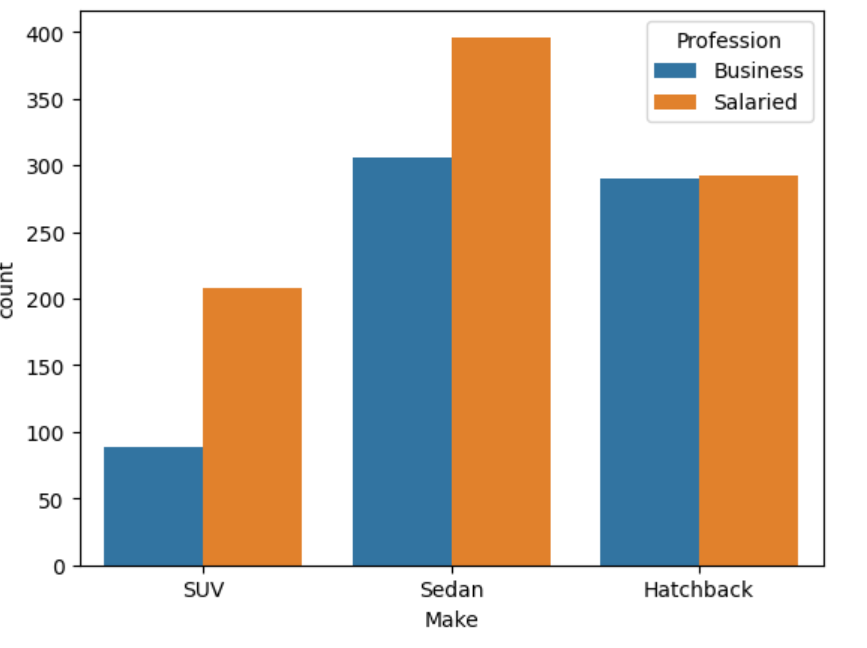 400
350
300
250
200
150
100
50
0
count
Profession
Business
Salaried
SUV Sedan Hatchback
Make